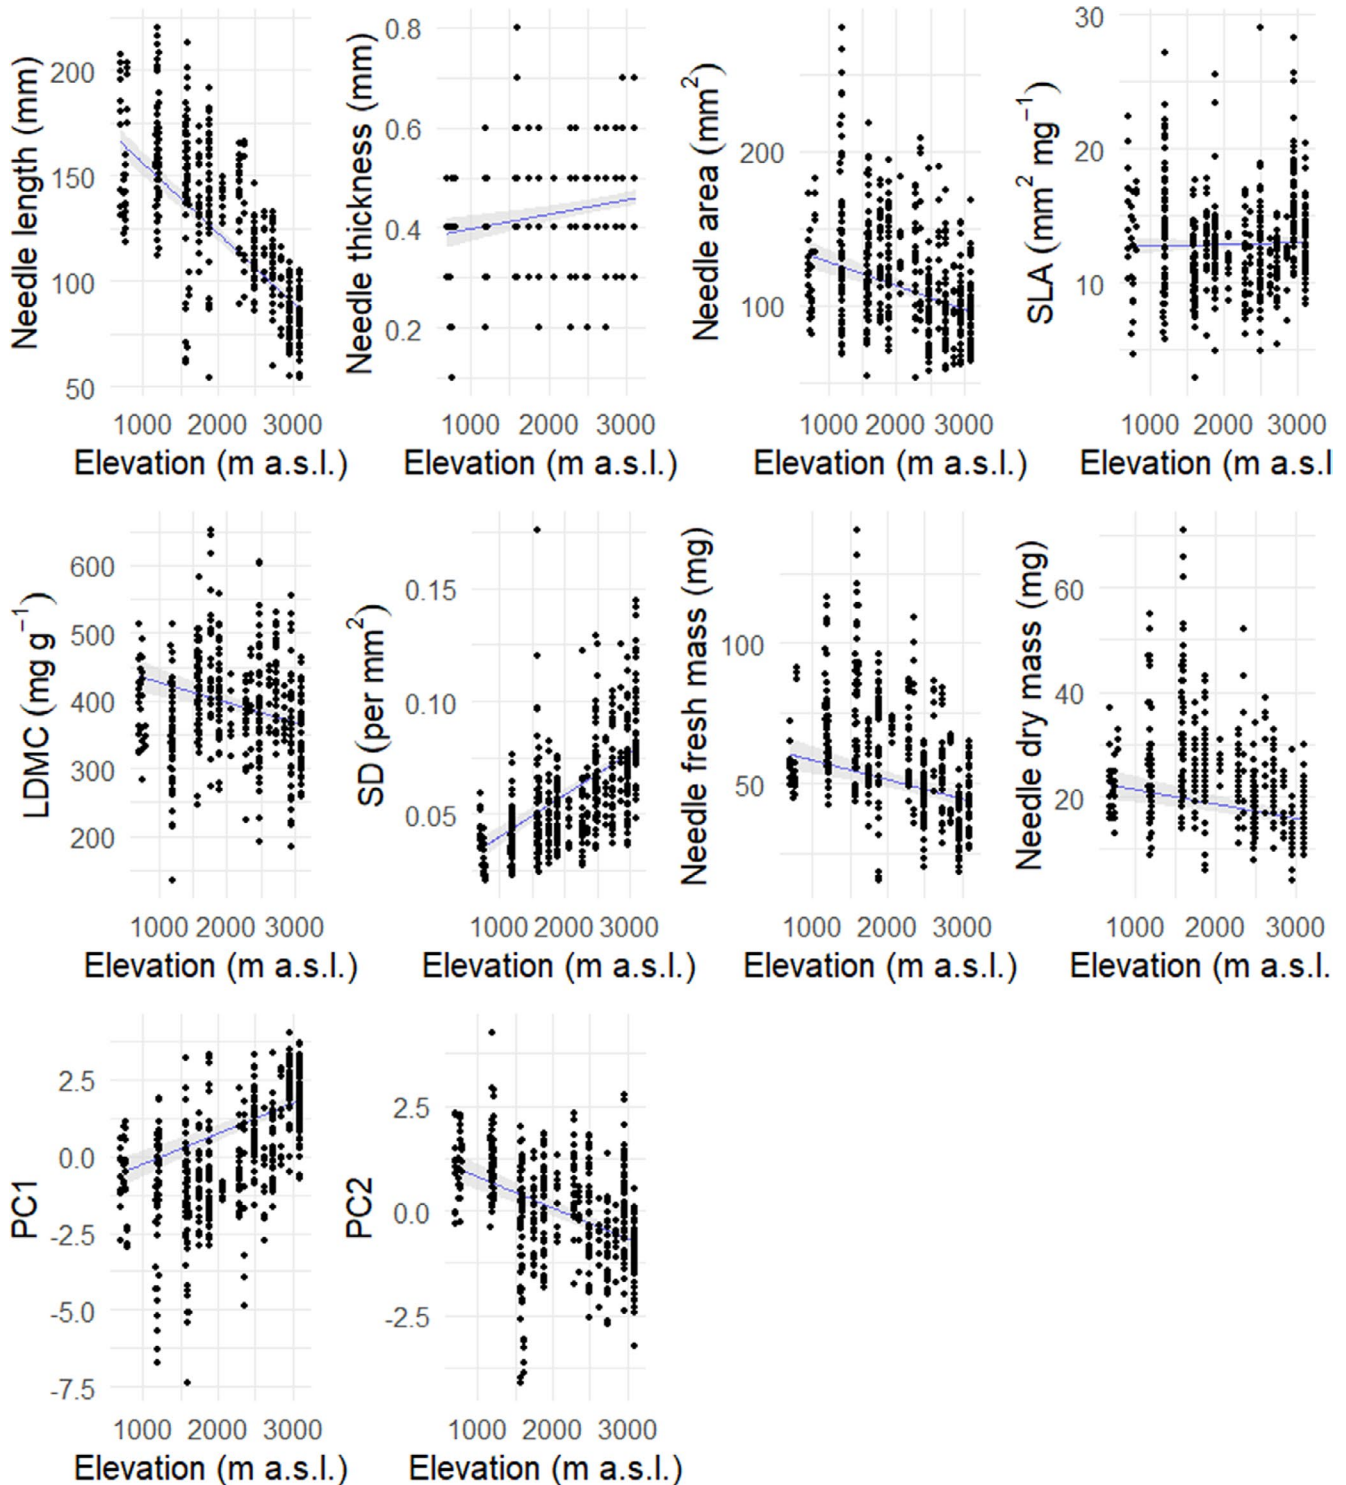 Needle length (mm)
200
150
100
50
1000 2000 3000
Elevation (m a.s.l.)
Needle thickness (mm)
0.8
0.6
0.4
0.2
1000 2000 3000
Elevation (m a.s.l.)
Needle area (mm²)
200
100
1000 2000 3000
Elevation (m a.s.l.)
SLA (mm² mg⁻¹)
30
20
10
1000 2000 3000
Elevation (m a.s.l
LDMC (mg g⁻¹)
600
500
400
300
200
1000 2000 3000
Elevation (m a.s.l.)
SD (per mm²)
0.15
0.10
0.05
1000 2000 3000
Elevation (m a.s.l.)
Needle fresh mass (mg)
100
50
1000 2000 3000
Elevation (m a.s.l.)
Needle dry mass (mg)
60
40
20
1000 2000 3000
Elevation (m a.s.l.
PC1
2.5
0.0
-2.5
-5.0
-7.5
1000 2000 3000
Elevation (m a.s.l.)
PC2
2.5
0.0
-2.5
1000 2000 3000
Elevation (m a.s.l.)